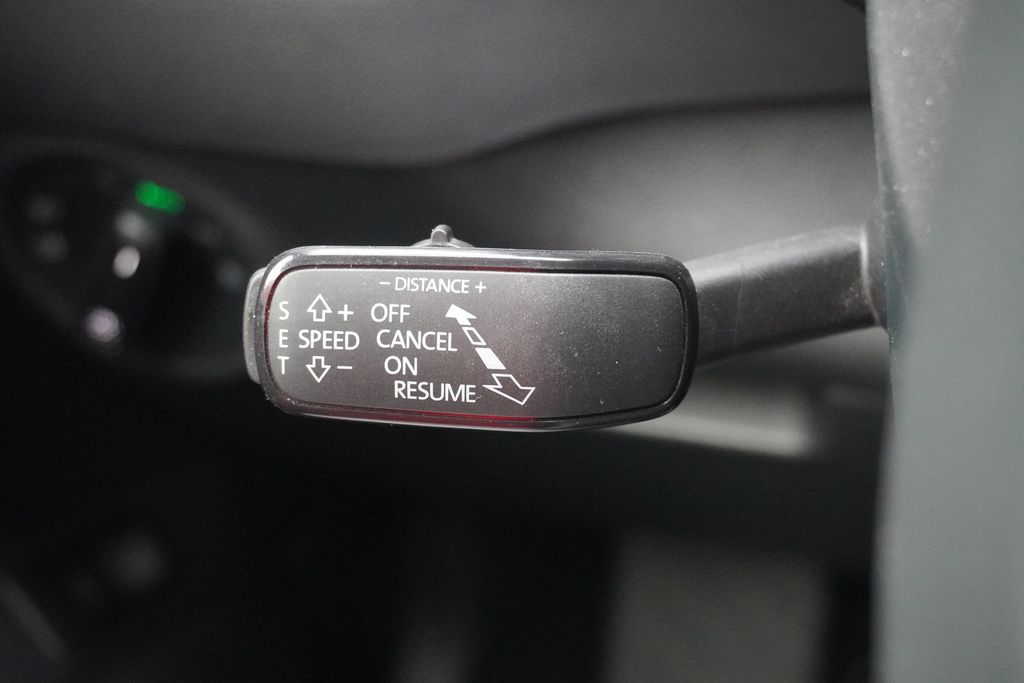 − DISTANCE +
S + OFF
E SPEED CANCEL
T − ON
RESUME